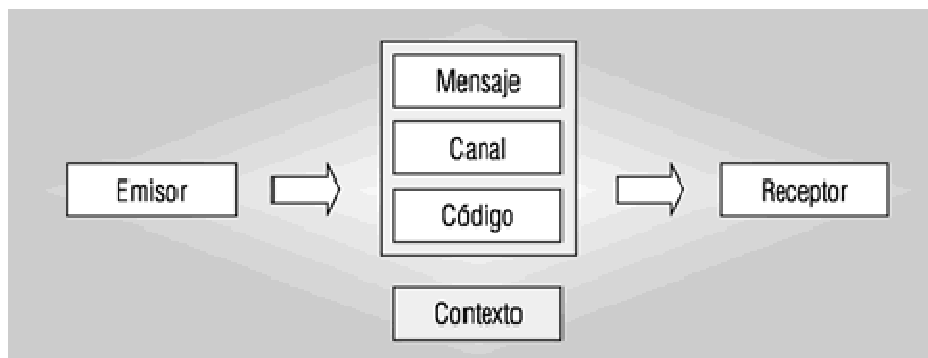 Mensaje
Canal
Emisor
Receptor
Código
Contexto